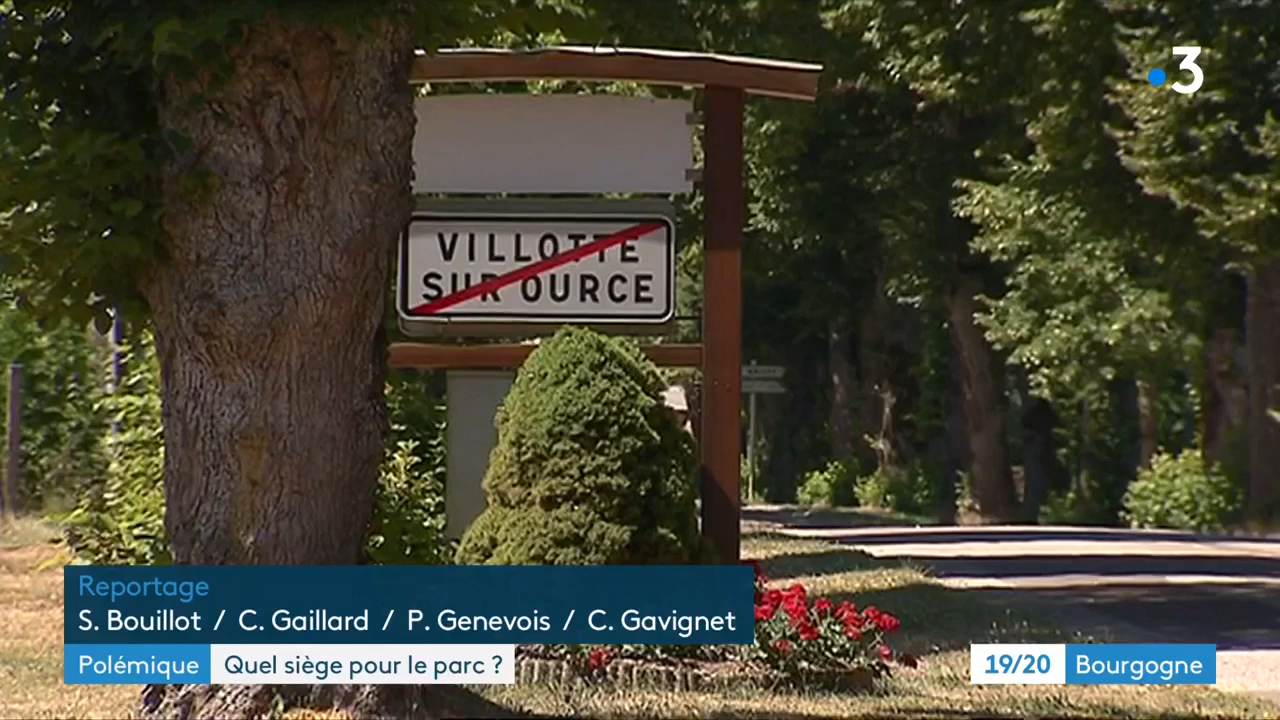 3
VILLOTTE
SUR OURCE
Reportage
S. Bouillot / C. Gaillard / P. Genevois / C. Gavignet
Polémique Quel siège pour le parc ?
19/20 Bourgogne